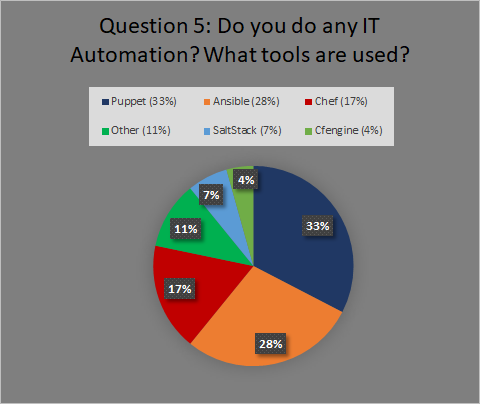 Question 5: Do you do any IT
Automation? What tools are used?
Puppet (33%) Ansible (28%) Chef (17%)
Other (11%) SaltStack (7%) Cfengine (4%)
4%
7%
33%
11%
17%
28%